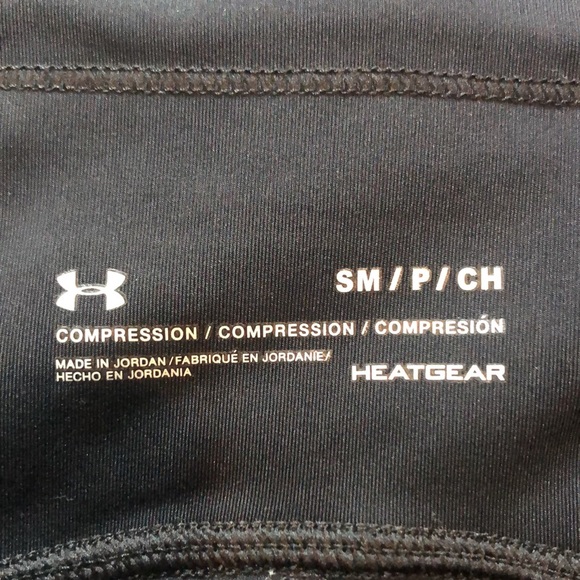 SM / P / CH
COMPRESSION / COMPRESSION / COMPRESIÓN
MADE IN JORDAN / FABRIQUÉ EN JORDANIE /
HECHO EN JORDANIA
HEATGEAR